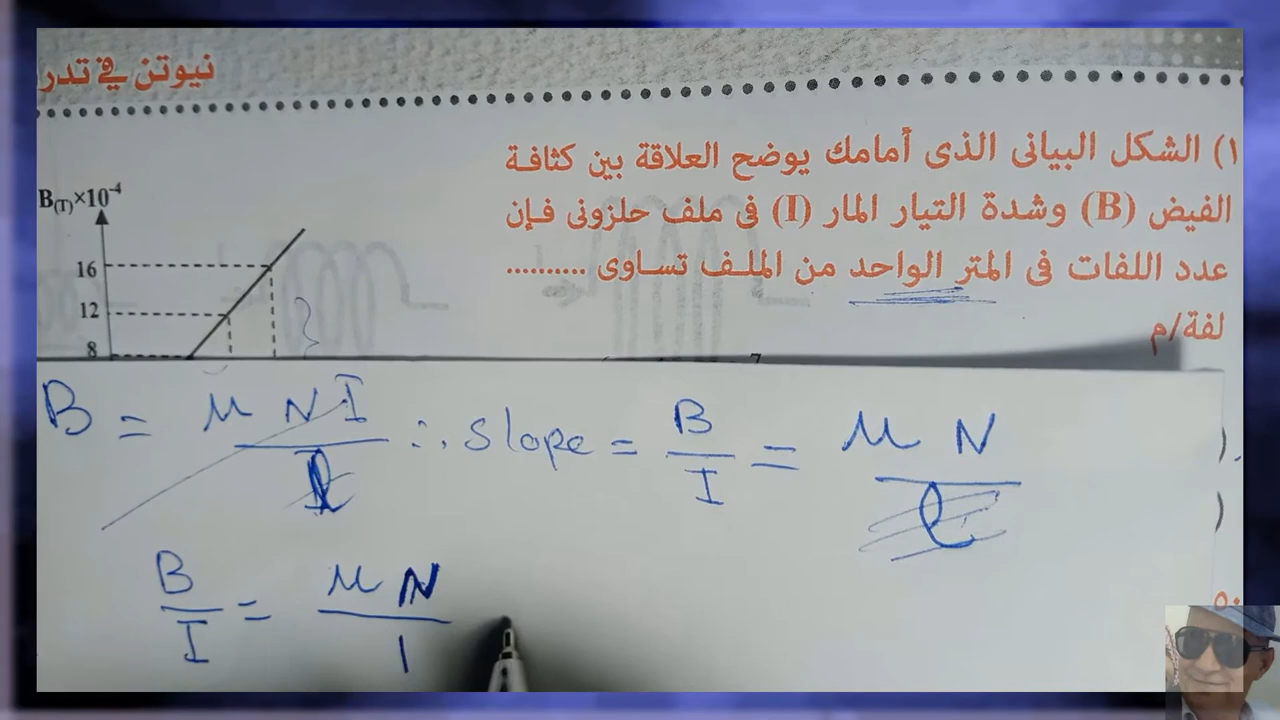 نيوتن في تدر
١) الشكل البيانى الذى أمامك يوضح العلاقة بين كثافة
الفيض (B) وشدة التيار المار (I) فى ملف حلزونى فإن
عدد اللفات فى المتر الواحد من الملف تساوى ..........
لفة/م
B(T)×10⁻⁴
16
12
8
B = μ N I / l ∴ slope = B / I = μ N / l
B / I = μ N / 1
٥٠